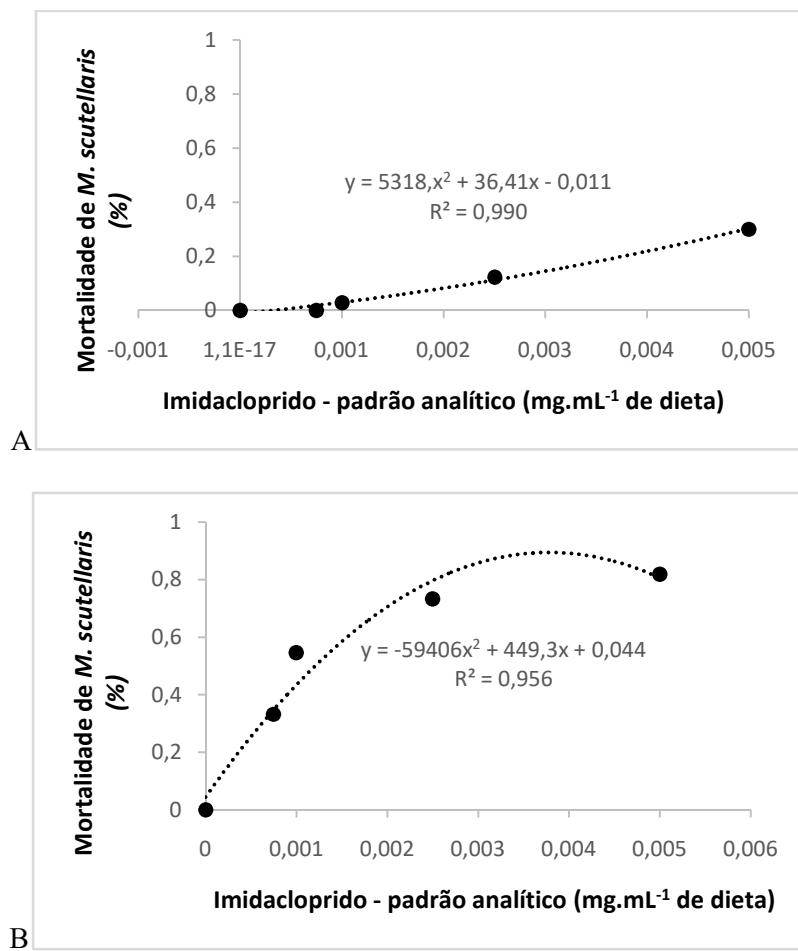 1
0,8
0,6
0,4
0,2
0
Mortalidade de M. scutellaris
(%)
y = 5318,x² + 36,41x - 0,011
R² = 0,990
-0,001 1,1E-17 0,001 0,002 0,003 0,004 0,005
Imidacloprido - padrão analítico (mg.mL⁻¹ de dieta)
A
1
0,8
0,6
0,4
0,2
0
Mortalidade de M. scutellaris
(%)
y = -59406x² + 449,3x + 0,044
R² = 0,956
0 0,001 0,002 0,003 0,004 0,005 0,006
Imidacloprido - padrão analítico (mg.mL⁻¹ de dieta)
B